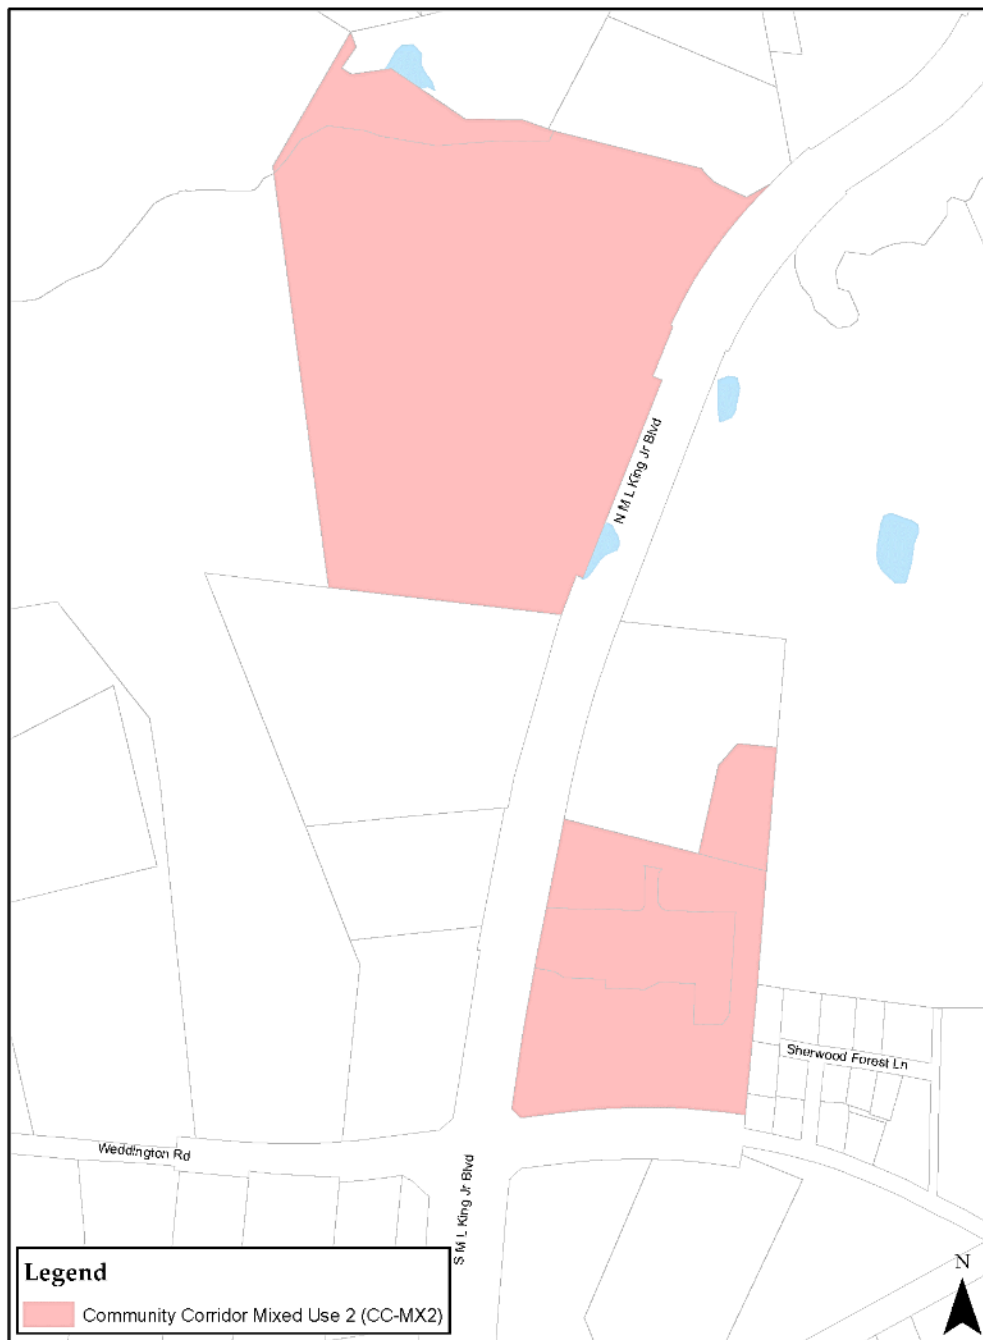 N M L King Jr Blvd
Sherwood Forest Ln
Weddington Rd
S M L King Jr Blvd
N
Legend
Community Corridor Mixed Use 2 (CC-MX2)